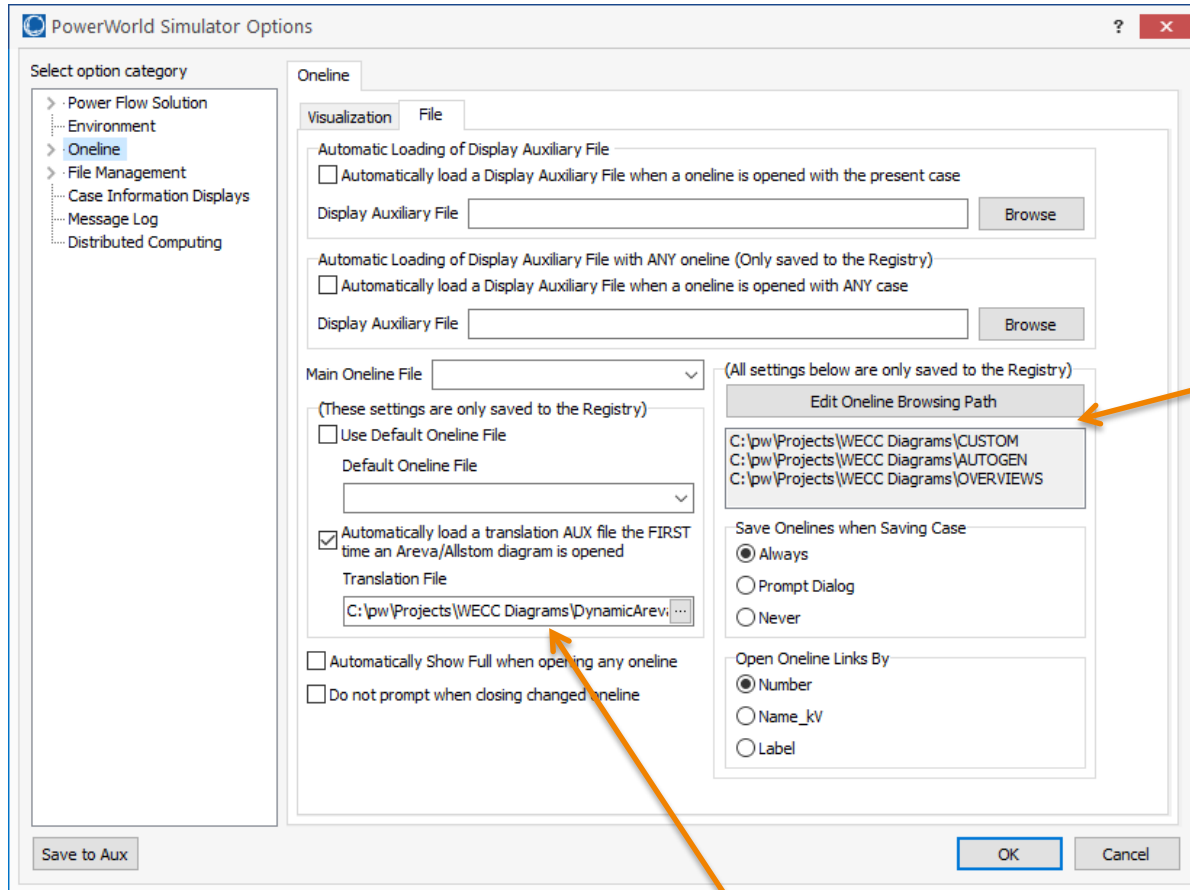 PowerWorld Simulator Options
?
Select option category
Power Flow Solution
Environment
Oneline
File Management
Case Information Displays
Message Log
Distributed Computing
Oneline
Visualization
File
Automatic Loading of Display Auxiliary File
Automatically load a Display Auxiliary File when a oneline is opened with the present case
Display Auxiliary File
Browse
Automatic Loading of Display Auxiliary File with ANY oneline (Only saved to the Registry)
Automatically load a Display Auxiliary File when a oneline is opened with ANY case
Display Auxiliary File
Browse
Main Oneline File
(These settings are only saved to the Registry)
Use Default Oneline File
Default Oneline File
Automatically load a translation AUX file the FIRST
time an Areva/Allstom diagram is opened
Translation File
C:\pw\Projects\WECC Diagrams\DynamicAreva ...
Automatically Show Full when opening any oneline
Do not prompt when closing changed oneline
(All settings below are only saved to the Registry)
Edit Oneline Browsing Path
C:\pw\Projects\WECC Diagrams\CUSTOM
C:\pw\Projects\WECC Diagrams\AUTOGEN
C:\pw\Projects\WECC Diagrams\OVERVIEWS
Save Onelines when Saving Case
Always
Prompt Dialog
Never
Open Oneline Links By
Number
Name_kV
Label
Save to Aux
OK
Cancel